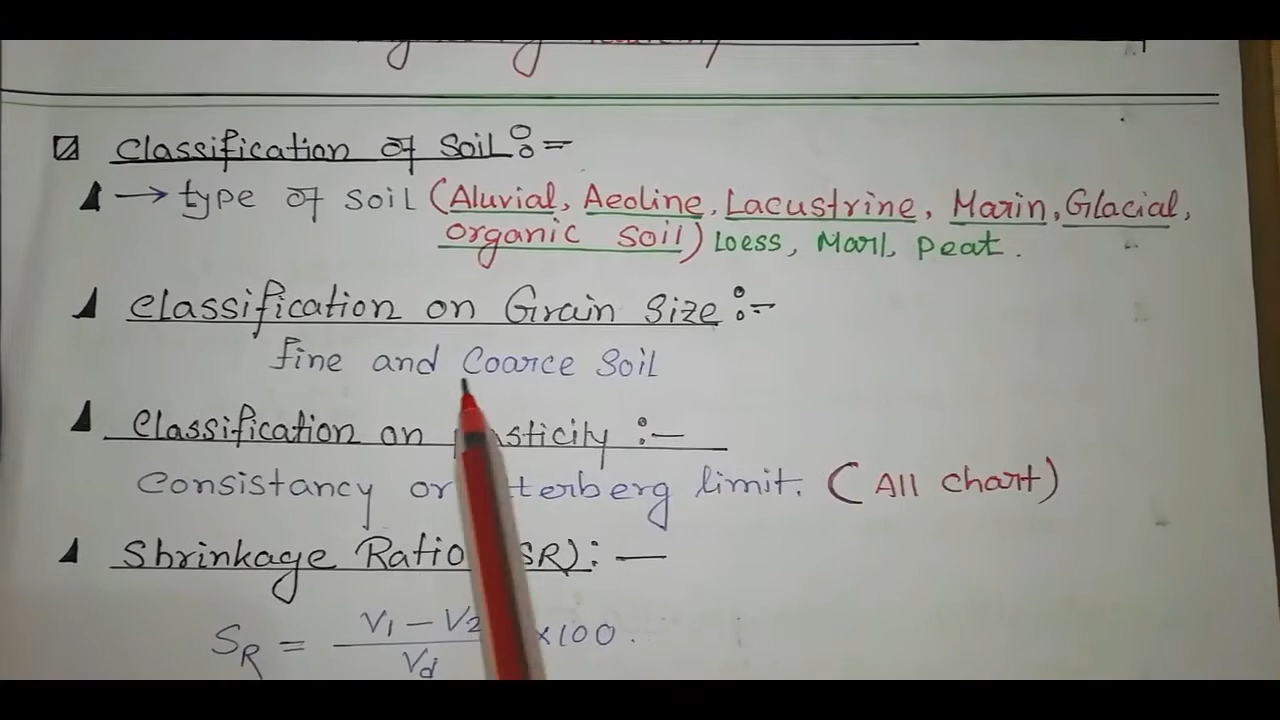 Classification of Soil :-
→ type of soil (Aluvial, Aeoline, Lacustrine, Marin, Glacial,
organic soil) Loess, Marl, peat.
Classification on Grain Size :-
fine and Coarce Soil
Classification on :-
Consistancy or limit. (All chart)
Shrinkage Ratio SR) : —
SR = V1 - V2 ×100.
Vd